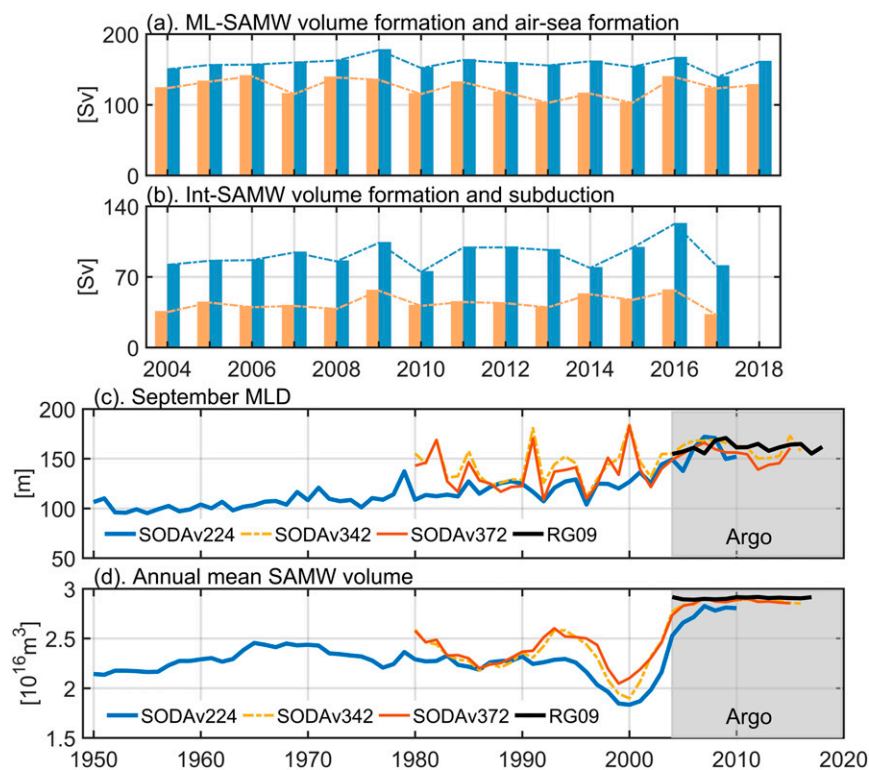 (a). ML-SAMW volume formation and air-sea formation
200
100
0
[Sv]
(b). Int-SAMW volume formation and subduction
140
70
0
[Sv]
2004 2006 2008 2010 2012 2014 2016 2018
(c). September MLD
200
150
100
50
[m]
SODAv224 SODAv342 SODAv372 RG09
Argo
(d). Annual mean SAMW volume
3
2.5
2
1.5
[10¹⁶m³]
SODAv224 SODAv342 SODAv372 RG09
Argo
1950 1960 1970 1980 1990 2000 2010 2020